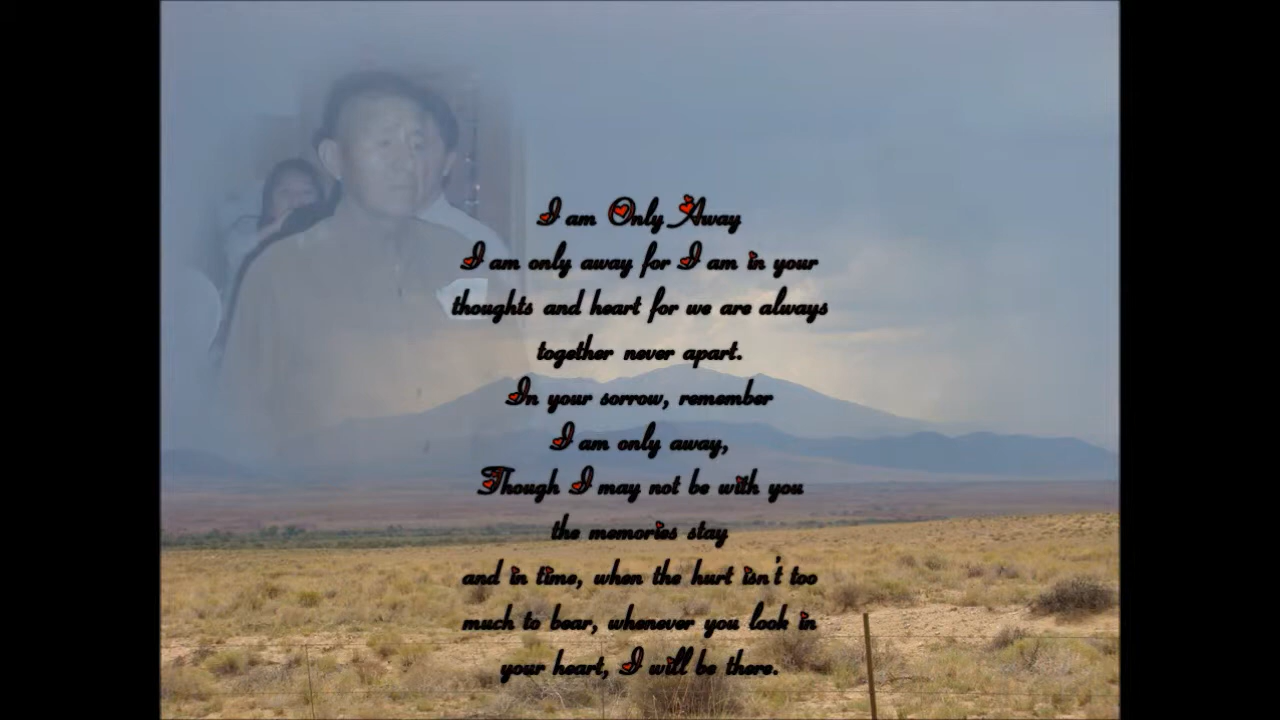 I am Only Away
I am only away for I am in your
thoughts and heart for we are always
together never apart.
In your sorrow, remember
I am only away,
Though I may not be with you
the memories stay
and in time, when the hurt isn't too
much to bear, whenever you look in
your heart, I will be there.